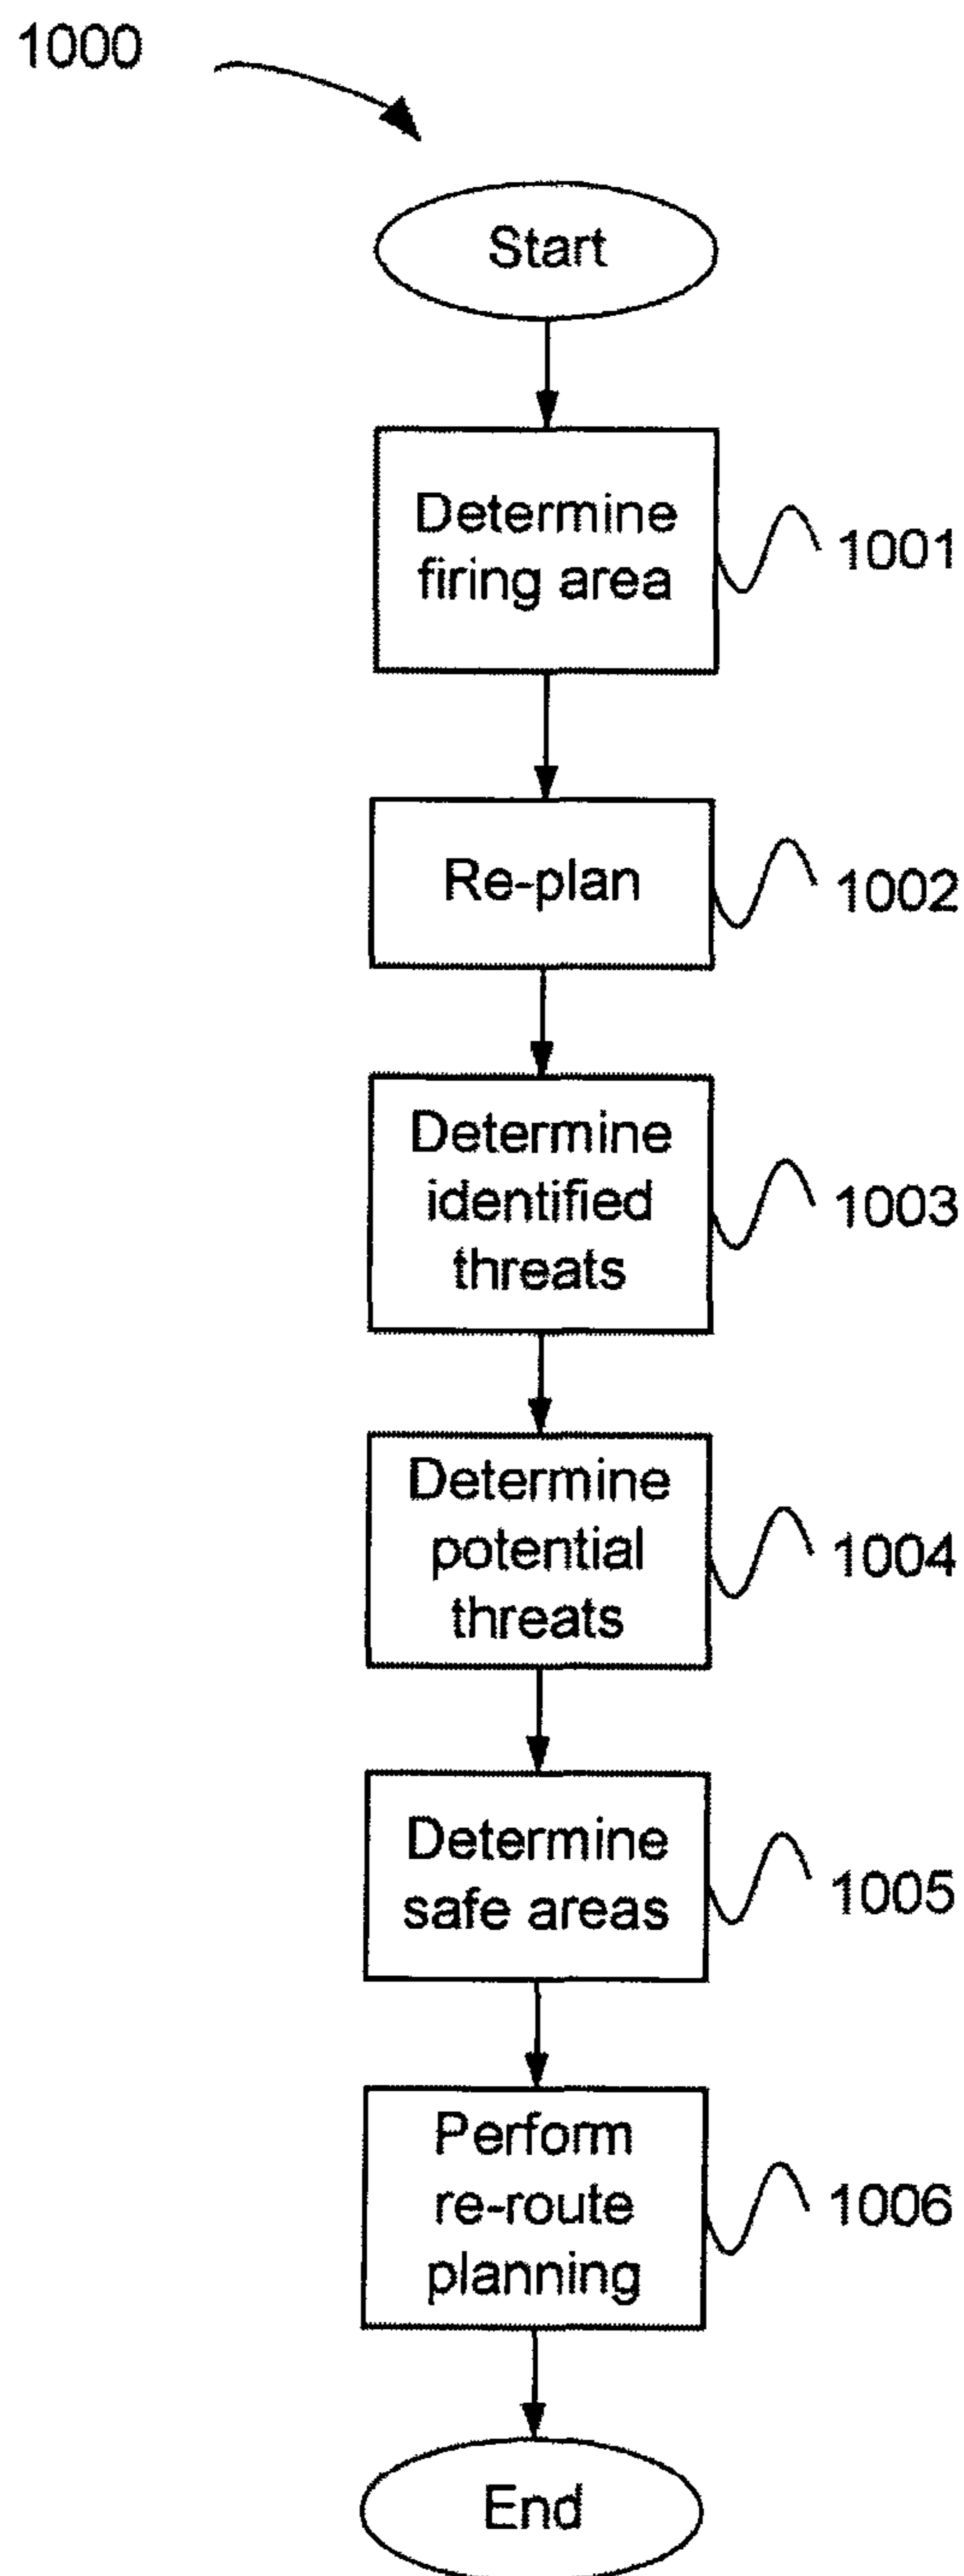 1000
Start
Determine
firing area
1001
Re-plan
1002
Determine
identified
threats
1003
Determine
potential
threats
1004
Determine
safe areas
1005
Perform
re-route
planning
1006
End